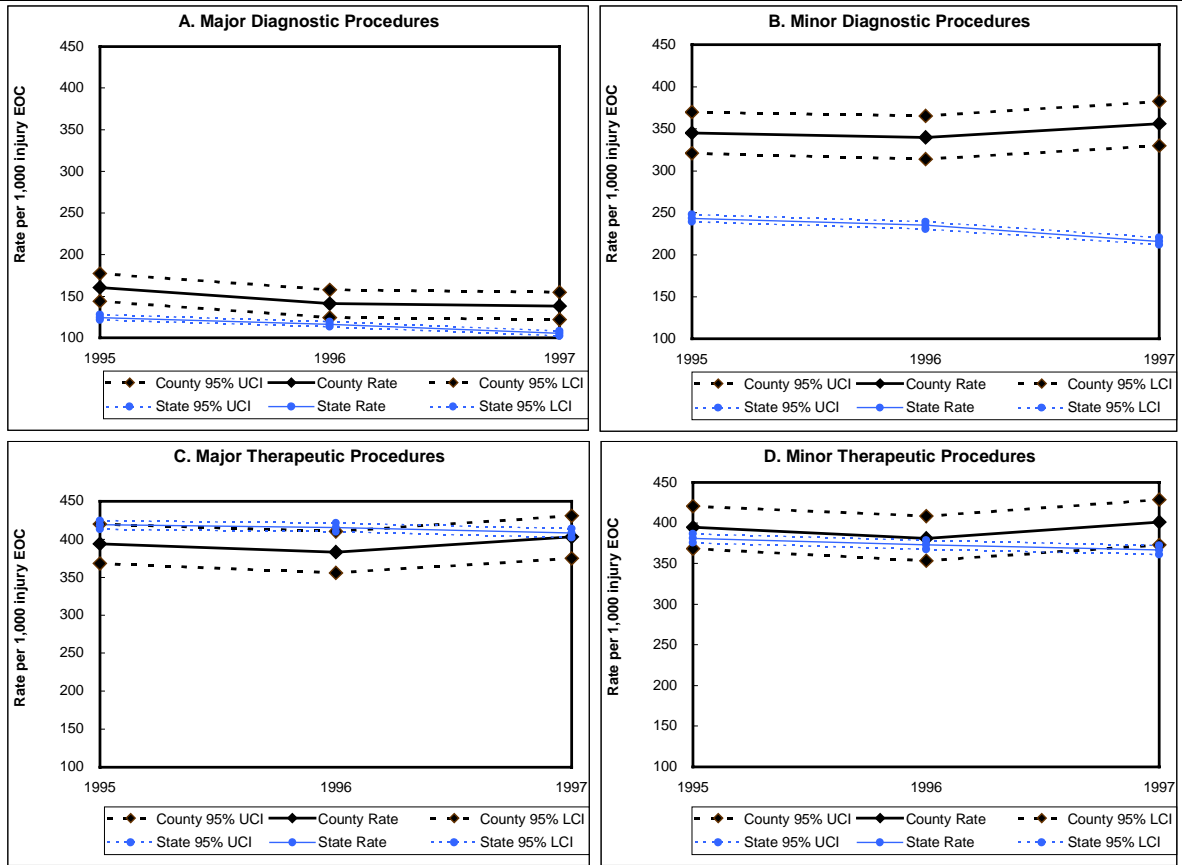 A. Major Diagnostic Procedures
Rate per 1,000 injury EOC
450
400
350
300
250
200
150
100
1995 1996 1997
County 95% UCI County Rate County 95% LCI
State 95% UCI State Rate State 95% LCI
B. Minor Diagnostic Procedures
Rate per 1,000 injury EOC
450
400
350
300
250
200
150
100
1995 1996 1997
County 95% UCI County Rate County 95% LCI
State 95% UCI State Rate State 95% LCI
C. Major Therapeutic Procedures
Rate per 1,000 injury EOC
450
400
350
300
250
200
150
100
1995 1996 1997
County 95% UCI County Rate County 95% LCI
State 95% UCI State Rate State 95% LCI
D. Minor Therapeutic Procedures
Rate per 1,000 injury EOC
450
400
350
300
250
200
150
100
1995 1996 1997
County 95% UCI County Rate County 95% LCI
State 95% UCI State Rate State 95% LCI